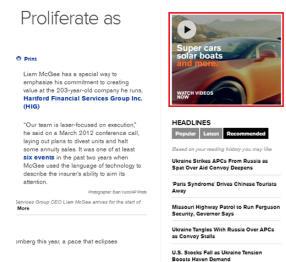 Proliferate as
Print
Liam McGee has a special way to
emphasize his commitment to creating
value at the 203-year-old company he runs,
Hartford Financial Services Group Inc.
(HIG)
"Our team is laser-focused on execution,"
he said on a March 2012 conference call,
laying out plans to divest units and halt
some annuity sales. It was one of at least
six events in the past two years when
McGee used the language of technology to
describe the insurer's ability to aim its
attention.
Photographer: Evan Vucci/AP Photo
Services Group CEO Liam McGee arrives for the start of
More
omberg this year, a pace that eclipses
Super cars
solar boats
and more.
WATCH VIDEOS
NOW
HEADLINES
Popular Latest Recommended
Based on your reading history you may like
Ukraine Strikes APCs From Russia as
Spat Over Aid Convoy Deepens
'Paris Syndrome' Drives Chinese Tourists
Away
Missouri Highway Patrol to Run Ferguson
Security, Governor Says
Ukraine Tangles With Russia Over APCs
as Convoy Stalls
U.S. Stocks Fall as Ukraine Tension
Boosts Haven Demand